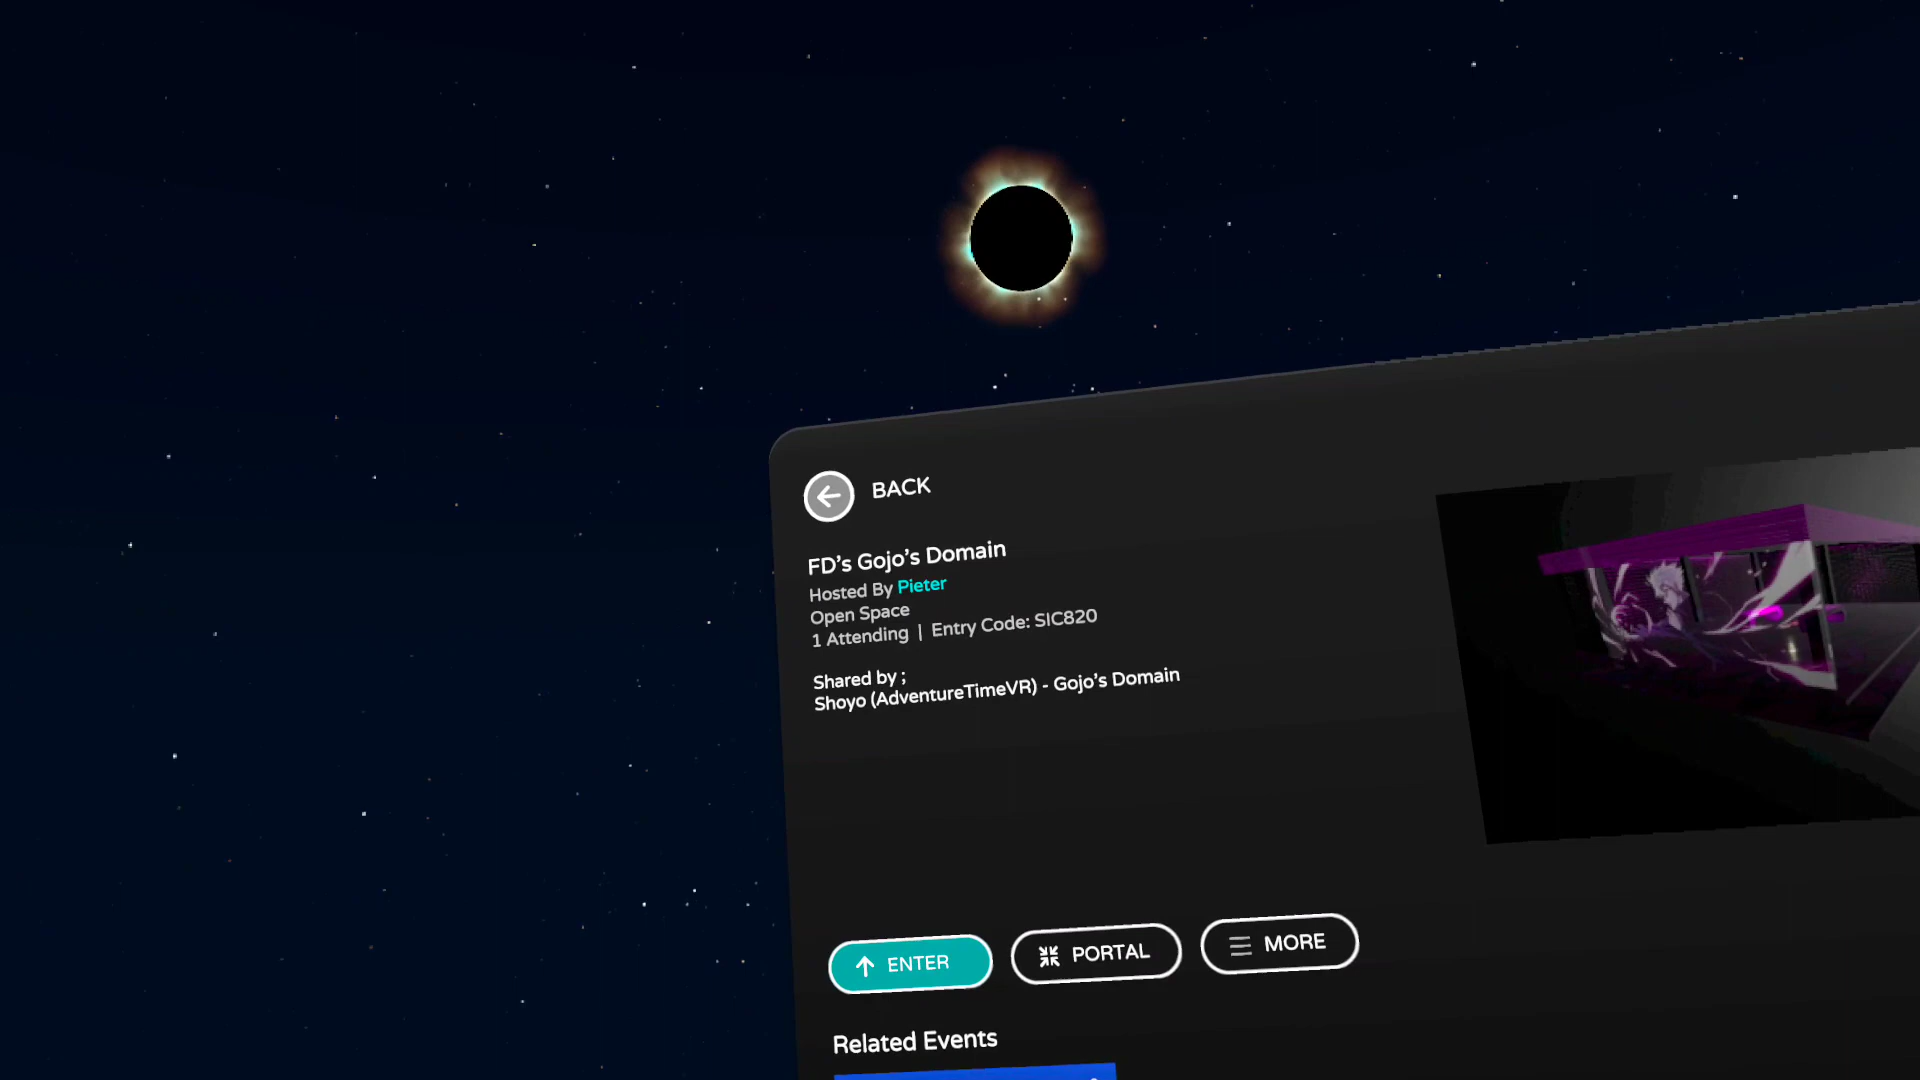 BACK
FD's Gojo's Domain
Hosted By Pieter
Open Space
1 Attending | Entry Code: SIC820
Shared by ;
Shoyo (AdventureTimeVR) - Gojo's Domain
ENTER
PORTAL
MORE
Related Events